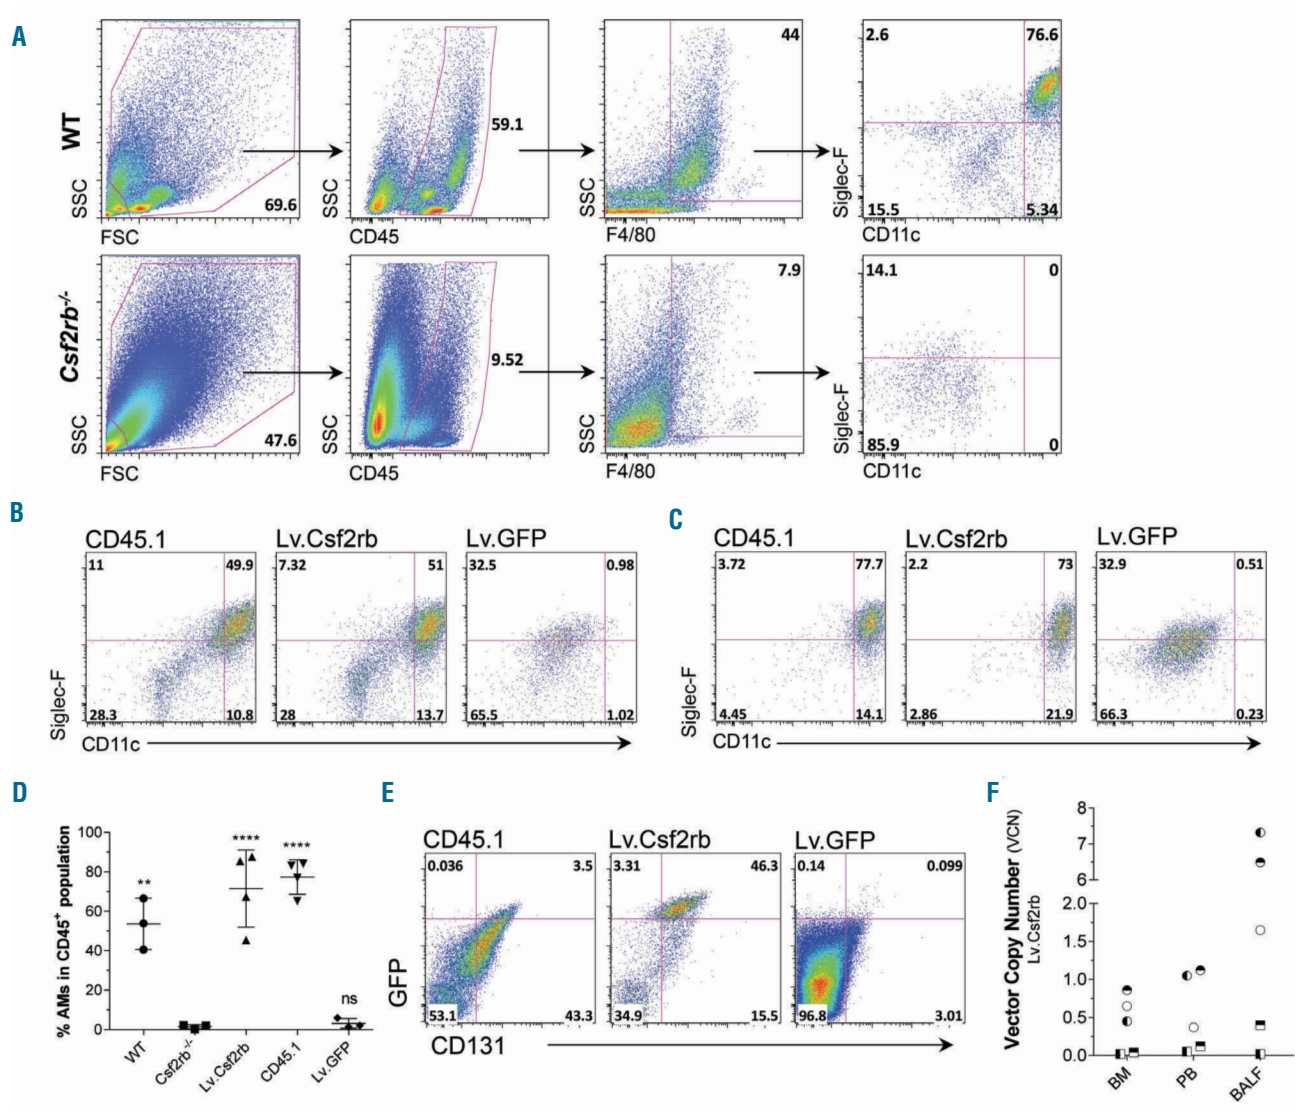 A
WT
SSC
FSC
69.6
SSC
CD45
59.1
SSC
F4/80
44
Siglec-F
CD11c
2.6
76.6
15.5
5.34
Csf2rb-/-
SSC
FSC
47.6
SSC
CD45
9.52
SSC
F4/80
7.9
Siglec-F
CD11c
14.1
0
85.9
0
B
CD45.1
Lv.Csf2rb
Lv.GFP
11
49.9
7.32
51
32.5
0.98
28.3
10.8
28
13.7
65.5
1.02
Siglec-F
CD11c
C
CD45.1
Lv.Csf2rb
Lv.GFP
3.72
77.7
2.2
73
32.9
0.51
4.45
14.1
2.86
21.9
66.3
0.23
Siglec-F
CD11c
D
% AMs in CD45+ population
100
80
60
40
20
0
**
****
****
ns
WT
Csf2rb-/-
Lv.Csf2rb
CD45.1
Lv.GFP
E
CD45.1
Lv.Csf2rb
Lv.GFP
0.036
3.5
3.31
46.3
0.14
0.099
53.1
43.3
34.9
15.5
96.8
3.01
GFP
CD131
F
Vector Copy Number (VCN)
Lv.Csf2rb
8
7
6
2.0
1.5
1.0
0.5
0.0
BM
PB
BALF